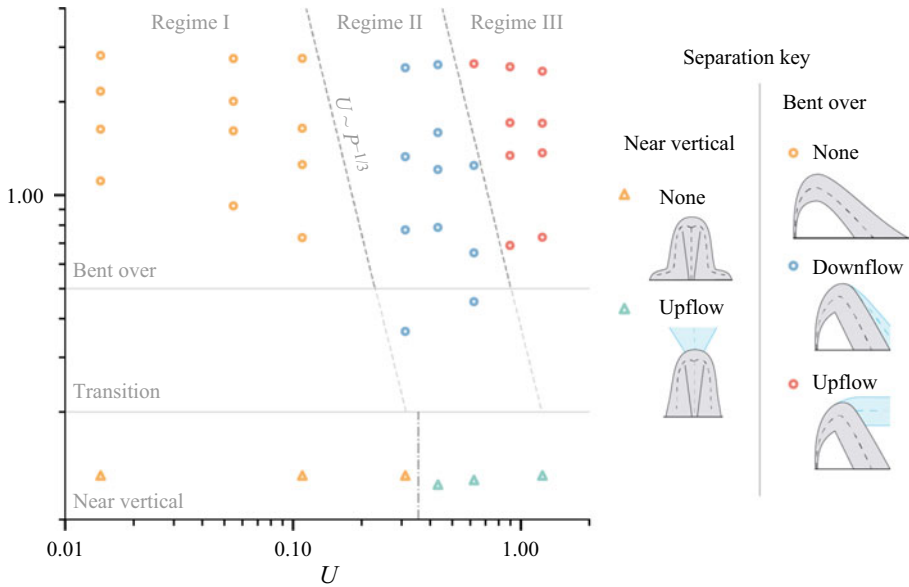 Regime I
Regime II
Regime III
U ~ P^{-1/3}
1.00
Bent over
Transition
Near vertical
0.01
0.10
1.00
U
Separation key
Near vertical
None
Upflow
Bent over
None
Downflow
Upflow